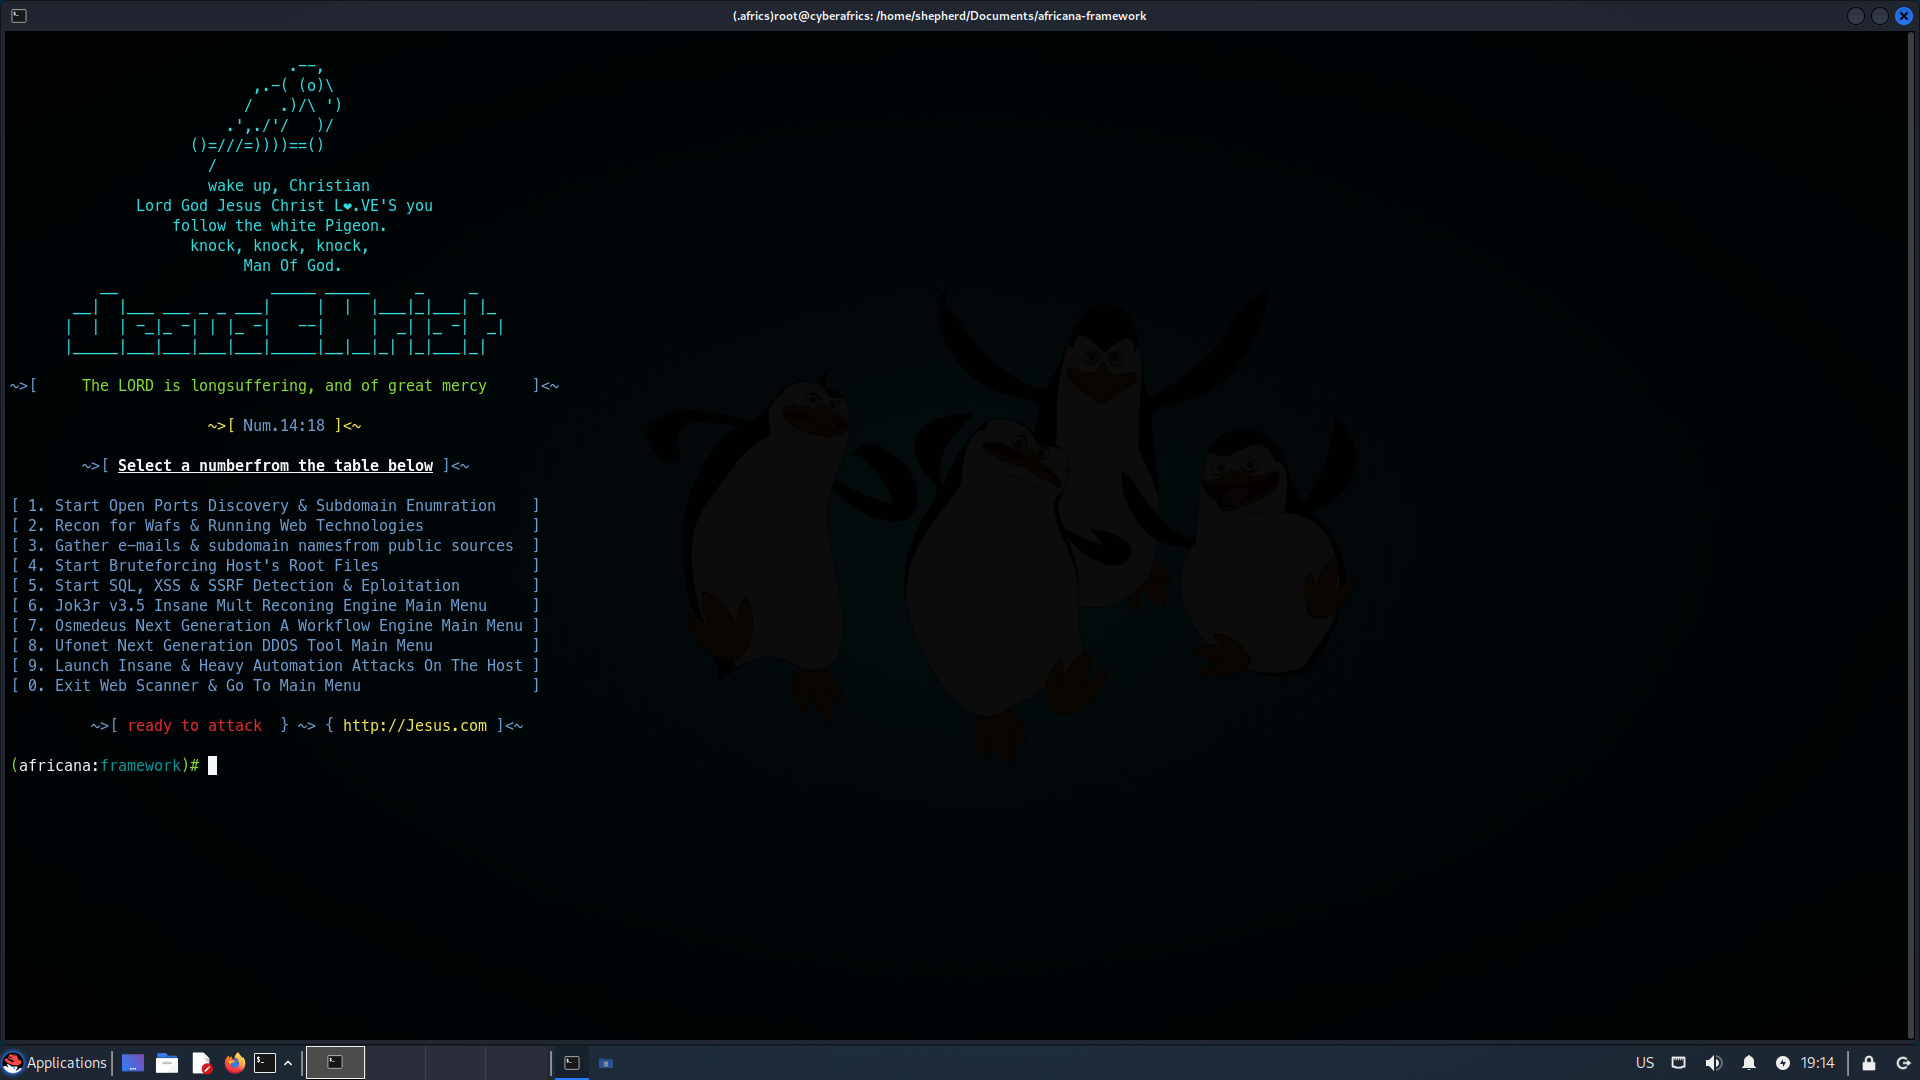 (.africs)root@cyberafrics: /home/shepherd/Documents/africana-framework
wake up, Christian
Lord God Jesus Christ L❤.VE'S you
follow the white Pigeon.
knock, knock, knock,
Man Of God.
JesusChrist
~>[     The LORD is longsuffering, and of great mercy     ]<~
~>[ Num.14:18 ]<~
~>[ Select a numberfrom the table below ]<~
[ 1. Start Open Ports Discovery & Subdomain Enumration    ]
[ 2. Recon for Wafs & Running Web Technologies            ]
[ 3. Gather e-mails & subdomain namesfrom public sources  ]
[ 4. Start Bruteforcing Host's Root Files                 ]
[ 5. Start SQL, XSS & SSRF Detection & Eploitation        ]
[ 6. Jok3r v3.5 Insane Mult Reconing Engine Main Menu     ]
[ 7. Osmedeus Next Generation A Workflow Engine Main Menu ]
[ 8. Ufonet Next Generation DDOS Tool Main Menu           ]
[ 9. Launch Insane & Heavy Automation Attacks On The Host ]
[ 0. Exit Web Scanner & Go To Main Menu                   ]
~>[ ready to attack  } ~> { http://Jesus.com ]<~
(africana:framework)#
Applications
US
19:14